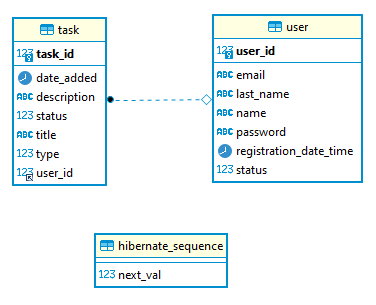 task
123 task_id
date_added
ABC description
123 status
ABC title
123 type
123 user_id
user
123 user_id
ABC email
ABC last_name
ABC name
ABC password
registration_date_time
123 status
hibernate_sequence
123 next_val